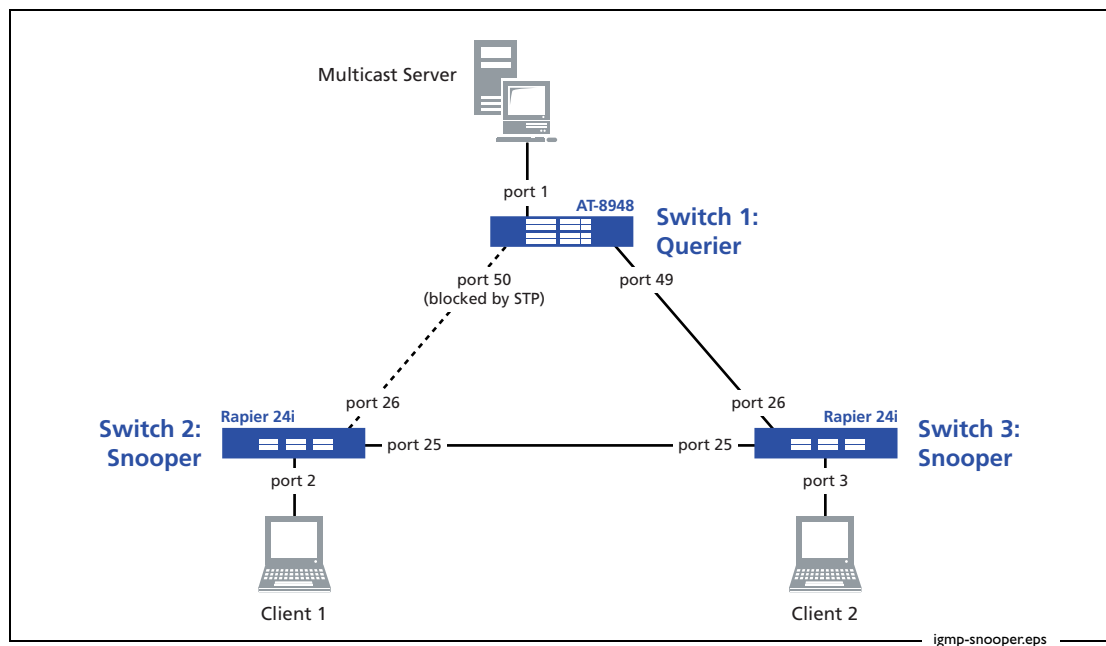 Multicast Server
port 1
AT-8948
Switch 1:
Querier
port 50
(blocked by STP)
port 49
port 26
port 26
Switch 2:
Snooper
Rapier 24i
port 25
port 25
Rapier 24i
Switch 3:
Snooper
port 2
port 3
Client 1
Client 2
igmp-snooper.eps